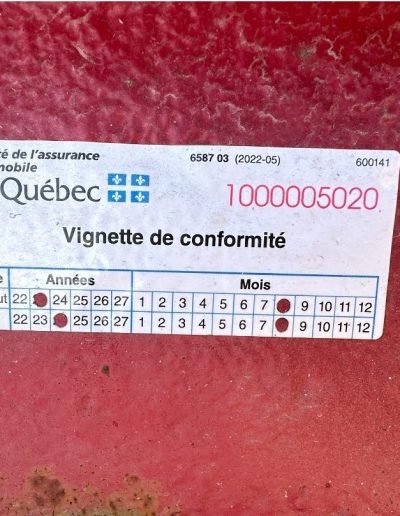 té de l'assurance
mobile
6587 03 (2022-05)
600141
Québec
1000005020
Vignette de conformité
e Années Mois
ut 22 24 25 26 27 1 2 3 4 5 6 7 9 10 11 12
22 23 25 26 27 1 2 3 4 5 6 7 9 10 11 12